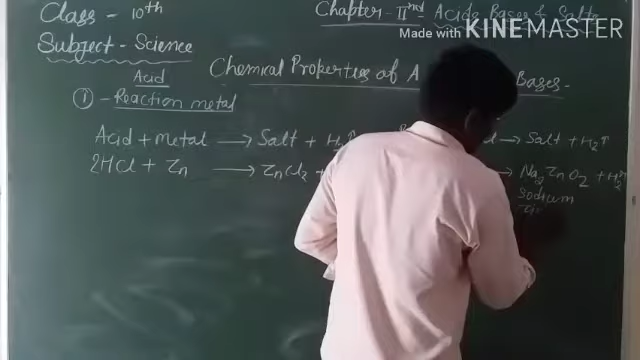 Class - 10th
Chapter - IInd - Acids Bases & Salts
Made with KINEMASTER
Subject - Science
Chemical Properties of A Bases -
Acid
① - Reaction metal
Acid + metal → Salt + H₂↑ → Salt + H₂↑
2HCl + Zn → ZnCl₂ + → Na₂ZnO₂ + H₂↑
Sodium